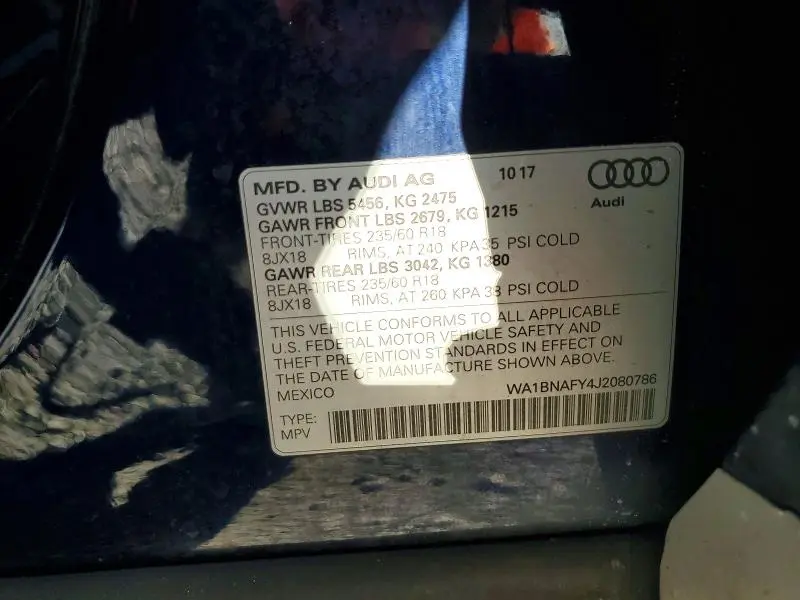 MFD. BY AUDI AG 10 17
Audi
GVWR LBS 5456, KG 2475
GAWR FRONT LBS 2679, KG 1215
FRONT-TIRES 235/60 R18
8JX18 RIMS, AT 240 KPA 35 PSI COLD
GAWR REAR LBS 3042, KG 1380
REAR-TIRES 235/60 R18
8JX18 RIMS, AT 260 KPA 38 PSI COLD
THIS VEHICLE CONFORMS TO ALL APPLICABLE
U.S. FEDERAL MOTOR VEHICLE SAFETY AND
THEFT PREVENTION STANDARDS IN EFFECT ON
THE DATE OF MANUFACTURE SHOWN ABOVE.
MEXICO WA1BNAFY4J2080786
TYPE:
MPV